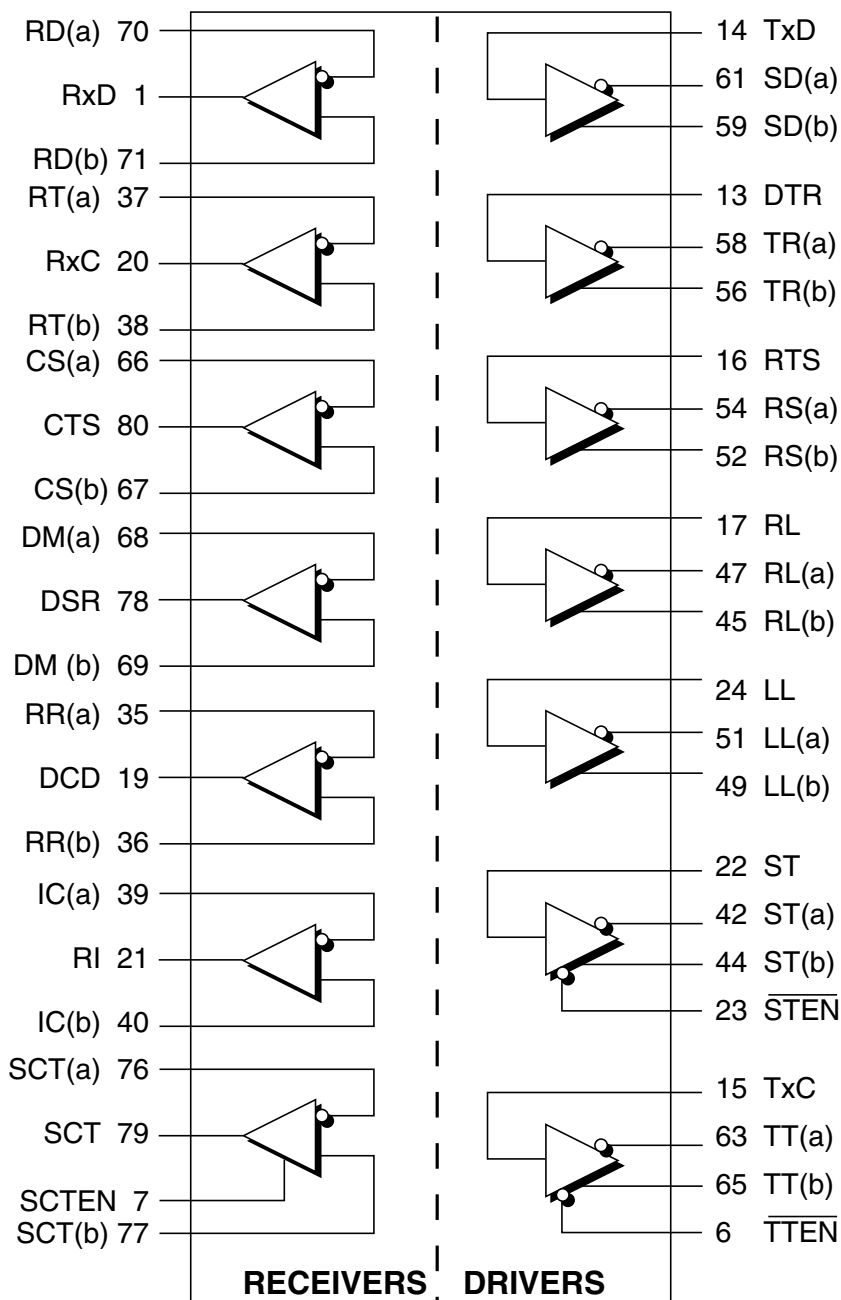 RD(a) 70
RxD 1
RD(b) 71
RT(a) 37
RxC 20
RT(b) 38
CS(a) 66
CTS 80
CS(b) 67
DM(a) 68
DSR 78
DM (b) 69
RR(a) 35
DCD 19
RR(b) 36
IC(a) 39
RI 21
IC(b) 40
SCT(a) 76
SCT 79
SCTEN 7
SCT(b) 77
14 TxD
61 SD(a)
59 SD(b)
13 DTR
58 TR(a)
56 TR(b)
16 RTS
54 RS(a)
52 RS(b)
17 RL
47 RL(a)
45 RL(b)
24 LL
51 LL(a)
49 LL(b)
22 ST
42 ST(a)
44 ST(b)
23 S̅T̅E̅N̅
15 TxC
63 TT(a)
65 TT(b)
6 T̅T̅E̅N̅
RECEIVERS DRIVERS